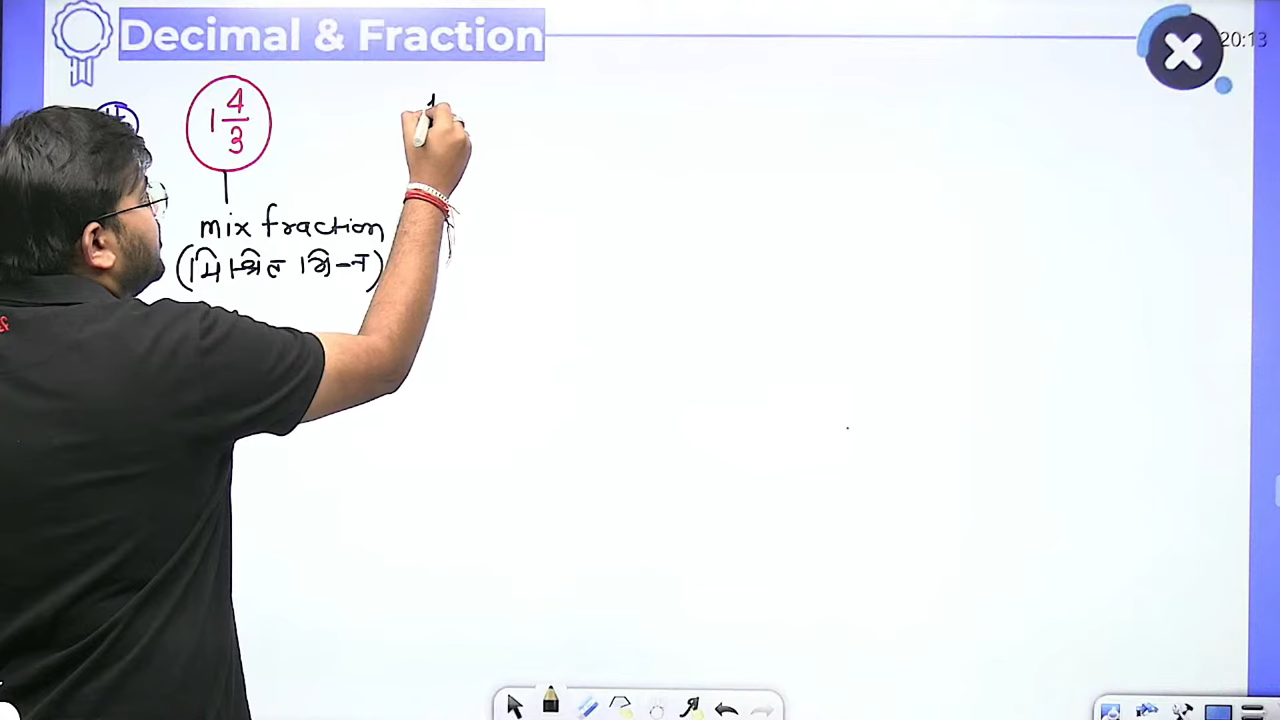 Decimal & Fraction
20:13
1 4/3
mix fraction
(मिश्रित भिन्न)